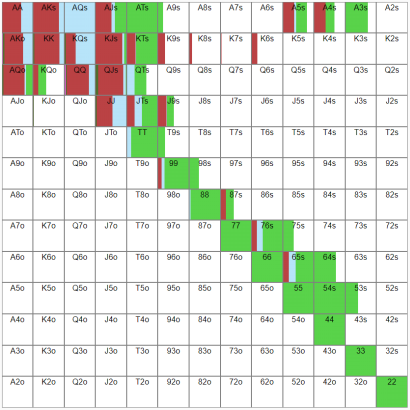 AA AKs AQs AJs ATs A9s A8s A7s A6s A5s A4s A3s A2s
AKo KK KQs KJs KTs K9s K8s K7s K6s K5s K4s K3s K2s
AQo KQo QQ QJs QTs Q9s Q8s Q7s Q6s Q5s Q4s Q3s Q2s
AJo KJo QJo JJ JTs J9s J8s J7s J6s J5s J4s J3s J2s
ATo KTo QTo JTo TT T9s T8s T7s T6s T5s T4s T3s T2s
A9o K9o Q9o J9o T9o 99 98s 97s 96s 95s 94s 93s 92s
A8o K8o Q8o J8o T8o 98o 88 87s 86s 85s 84s 83s 82s
A7o K7o Q7o J7o T7o 97o 87o 77 76s 75s 74s 73s 72s
A6o K6o Q6o J6o T6o 96o 86o 76o 66 65s 64s 63s 62s
A5o K5o Q5o J5o T5o 95o 85o 75o 65o 55 54s 53s 52s
A4o K4o Q4o J4o T4o 94o 84o 74o 64o 54o 44 43s 42s
A3o K3o Q3o J3o T3o 93o 83o 73o 63o 53o 43o 33 32s
A2o K2o Q2o J2o T2o 92o 82o 72o 62o 52o 42o 32o 22